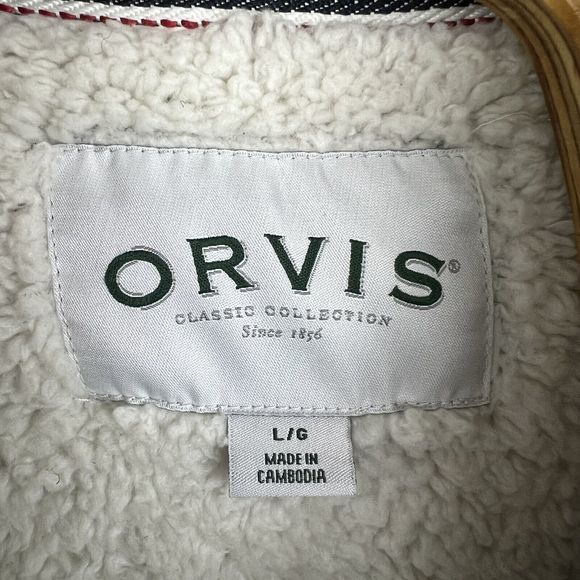 ORVIS®
CLASSIC COLLECTION
Since 1856
L/G
MADE IN
CAMBODIA